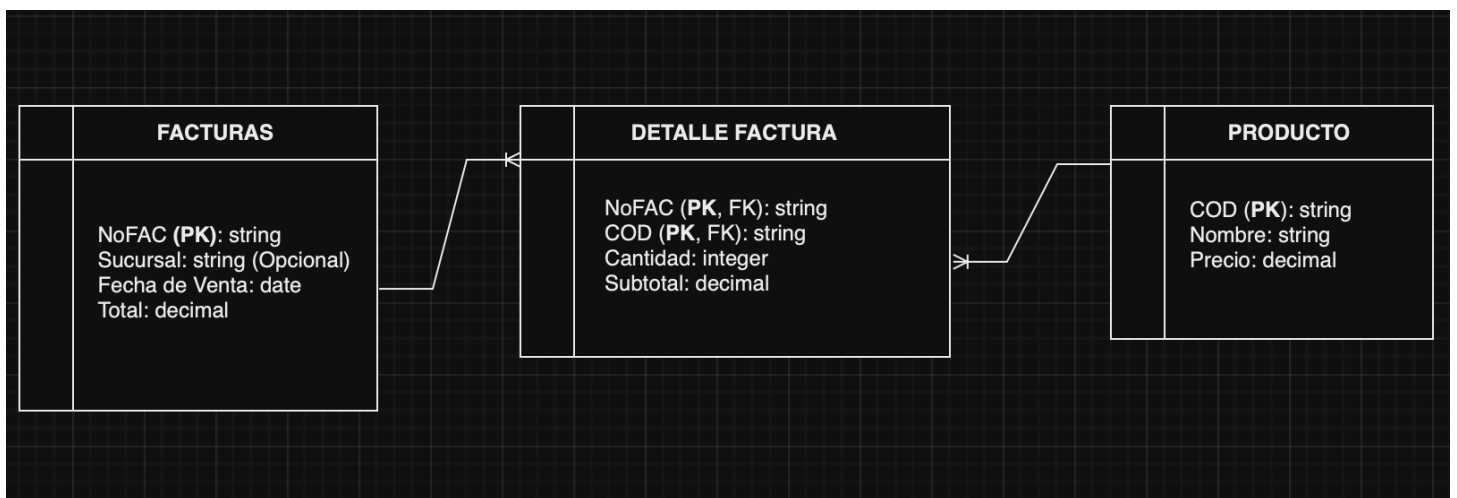 FACTURAS
NoFAC (PK): string
Sucursal: string (Opcional)
Fecha de Venta: date
Total: decimal
DETALLE FACTURA
NoFAC (PK, FK): string
COD (PK, FK): string
Cantidad: integer
Subtotal: decimal
PRODUCTO
COD (PK): string
Nombre: string
Precio: decimal